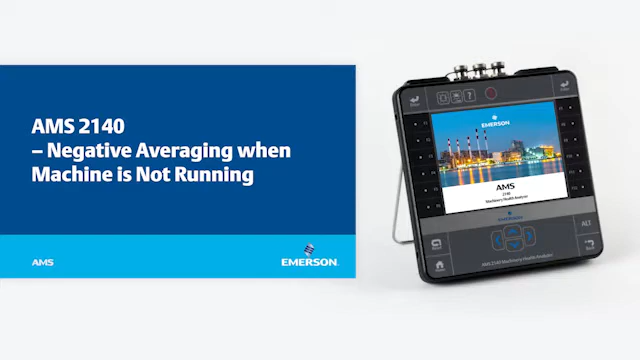 AMS 2140
– Negative Averaging when
Machine is Not Running
AMS
EMERSON
EMERSON
AMS
2140
Machinery Health Analyzer
ALT
AMS 2140 Machinery Health Analyzer